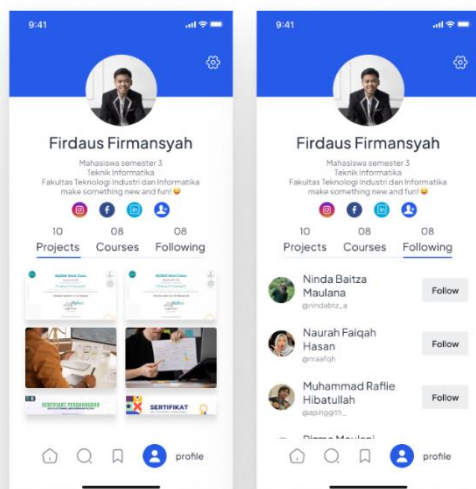 9:41
Firdaus Firmansyah
Mahasiswa semester 3
Teknik Informatika
Fakultas Teknologi Industri dan Informatika
make something new and fun! 😄
10 08 08
Projects Courses Following
SERTIFIKAT
profile
9:41
Firdaus Firmansyah
Mahasiswa semester 3
Teknik Informatika
Fakultas Teknologi Industri dan Informatika
make something new and fun! 😄
10 08 08
Projects Courses Following
Ninda Baitza
Maulana
@nindabtz_a
Follow
Naurah Faiqah
Hasan
@nraafqh
Follow
Muhammad Raflie
Hibatullah
@apinggith_
Follow
profile